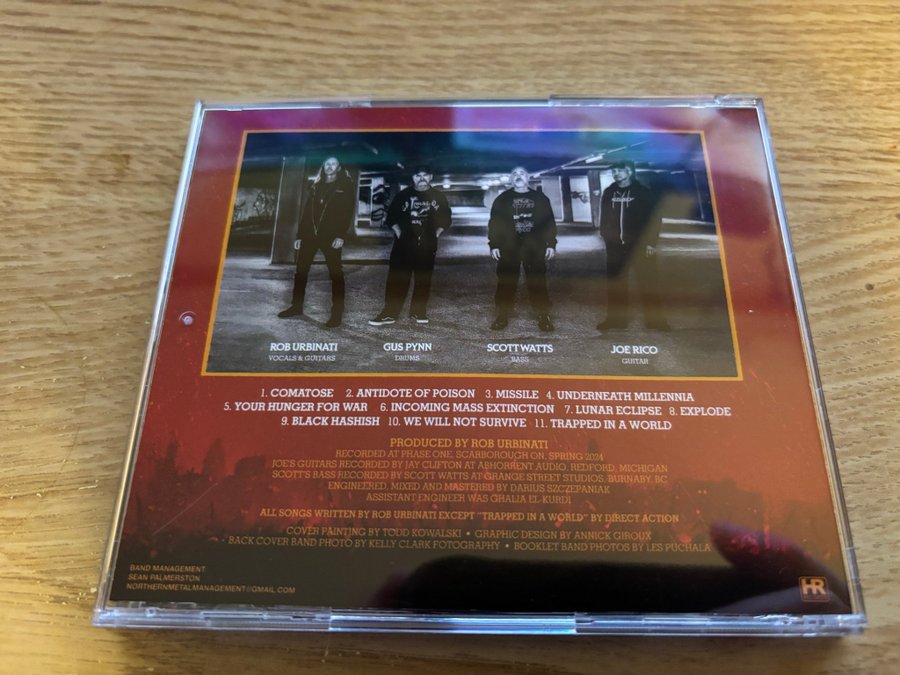 ROB URBINATI
VOCALS & GUITARS
GUS PYNN
DRUMS
SCOTT WATTS
BASS
JOE RICO
GUITAR
1. COMATOSE 2. ANTIDOTE OF POISON 3. MISSILE 4. UNDERNEATH MILLENNIA
5. YOUR HUNGER FOR WAR 6. INCOMING MASS EXTINCTION 7. LUNAR ECLIPSE 8. EXPLODE
9. BLACK HASHISH 10. WE WILL NOT SURVIVE 11. TRAPPED IN A WORLD
PRODUCED BY ROB URBINATI
RECORDED AT PHASE ONE, SCARBOROUGH ON, SPRING 2024
JOE'S GUITARS RECORDED BY JAY CLIFTON AT ABHORRENT AUDIO, REDFORD, MICHIGAN
SCOTT'S BASS RECORDED BY SCOTT WATTS AT GRANGE STREET STUDIOS, BURNABY, BC
ENGINEERED, MIXED AND MASTERED BY DARIUS SZCZEPANIAK
ASSISTANT ENGINEER WAS GHALIA EL KURDI
ALL SONGS WRITTEN BY ROB URBINATI EXCEPT "TRAPPED IN A WORLD" BY DIRECT ACTION
COVER PAINTING BY TODD KOWALSKI • GRAPHIC DESIGN BY ANNICK GIROUX
BACK COVER BAND PHOTO BY KELLY CLARK FOTOGRAPHY • BOOKLET BAND PHOTOS BY LES PUCHALA
BAND MANAGEMENT
SEAN PALMERSTON
NORTHERNMETALMANAGEMENT@GMAIL.COM
HR